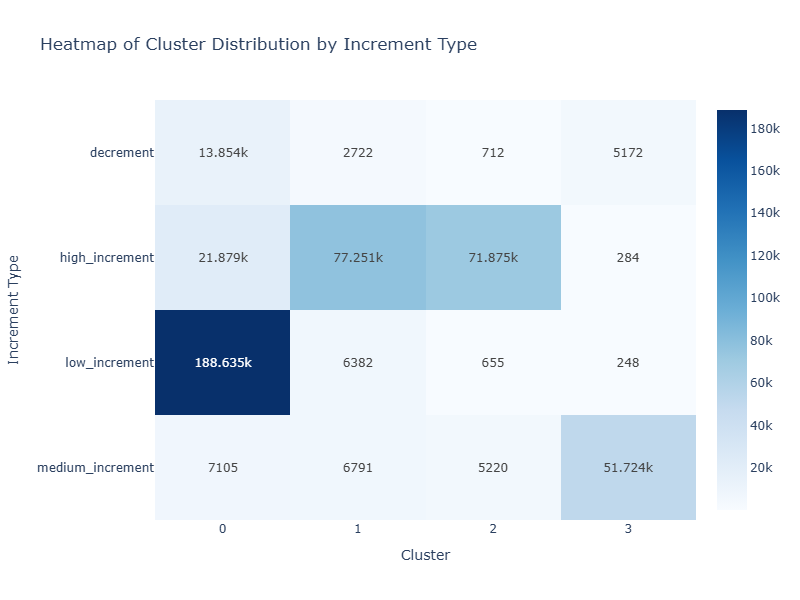 Heatmap of Cluster Distribution by Increment Type
180k
decrement 13.854k 2722 712 5172
160k
140k
high_increment 21.879k 77.251k 71.875k 284
120k
100k
Increment Type
80k
low_increment 188.635k 6382 655 248
60k
40k
medium_increment 7105 6791 5220 51.724k
20k
0 1 2 3
Cluster